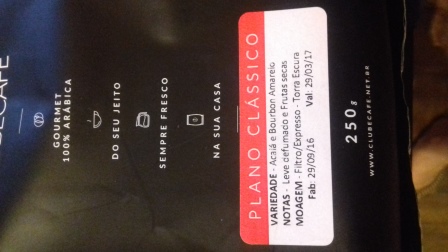 GOURMET
100% ARÁBICA
DO SEU JEITO
SEMPRE FRESCO
NA SUA CASA
PLANO CLÁSSICO
VARIEDADE - Acaiá e Bourbon Amarelo
NOTAS - Leve defumado e Frutas secas
MOAGEM - Filtro/Expresso - Torra Escura
Fab: 29/09/16 Val: 29/03/17
250g
WWW.CLUBECAFE.NET.BR